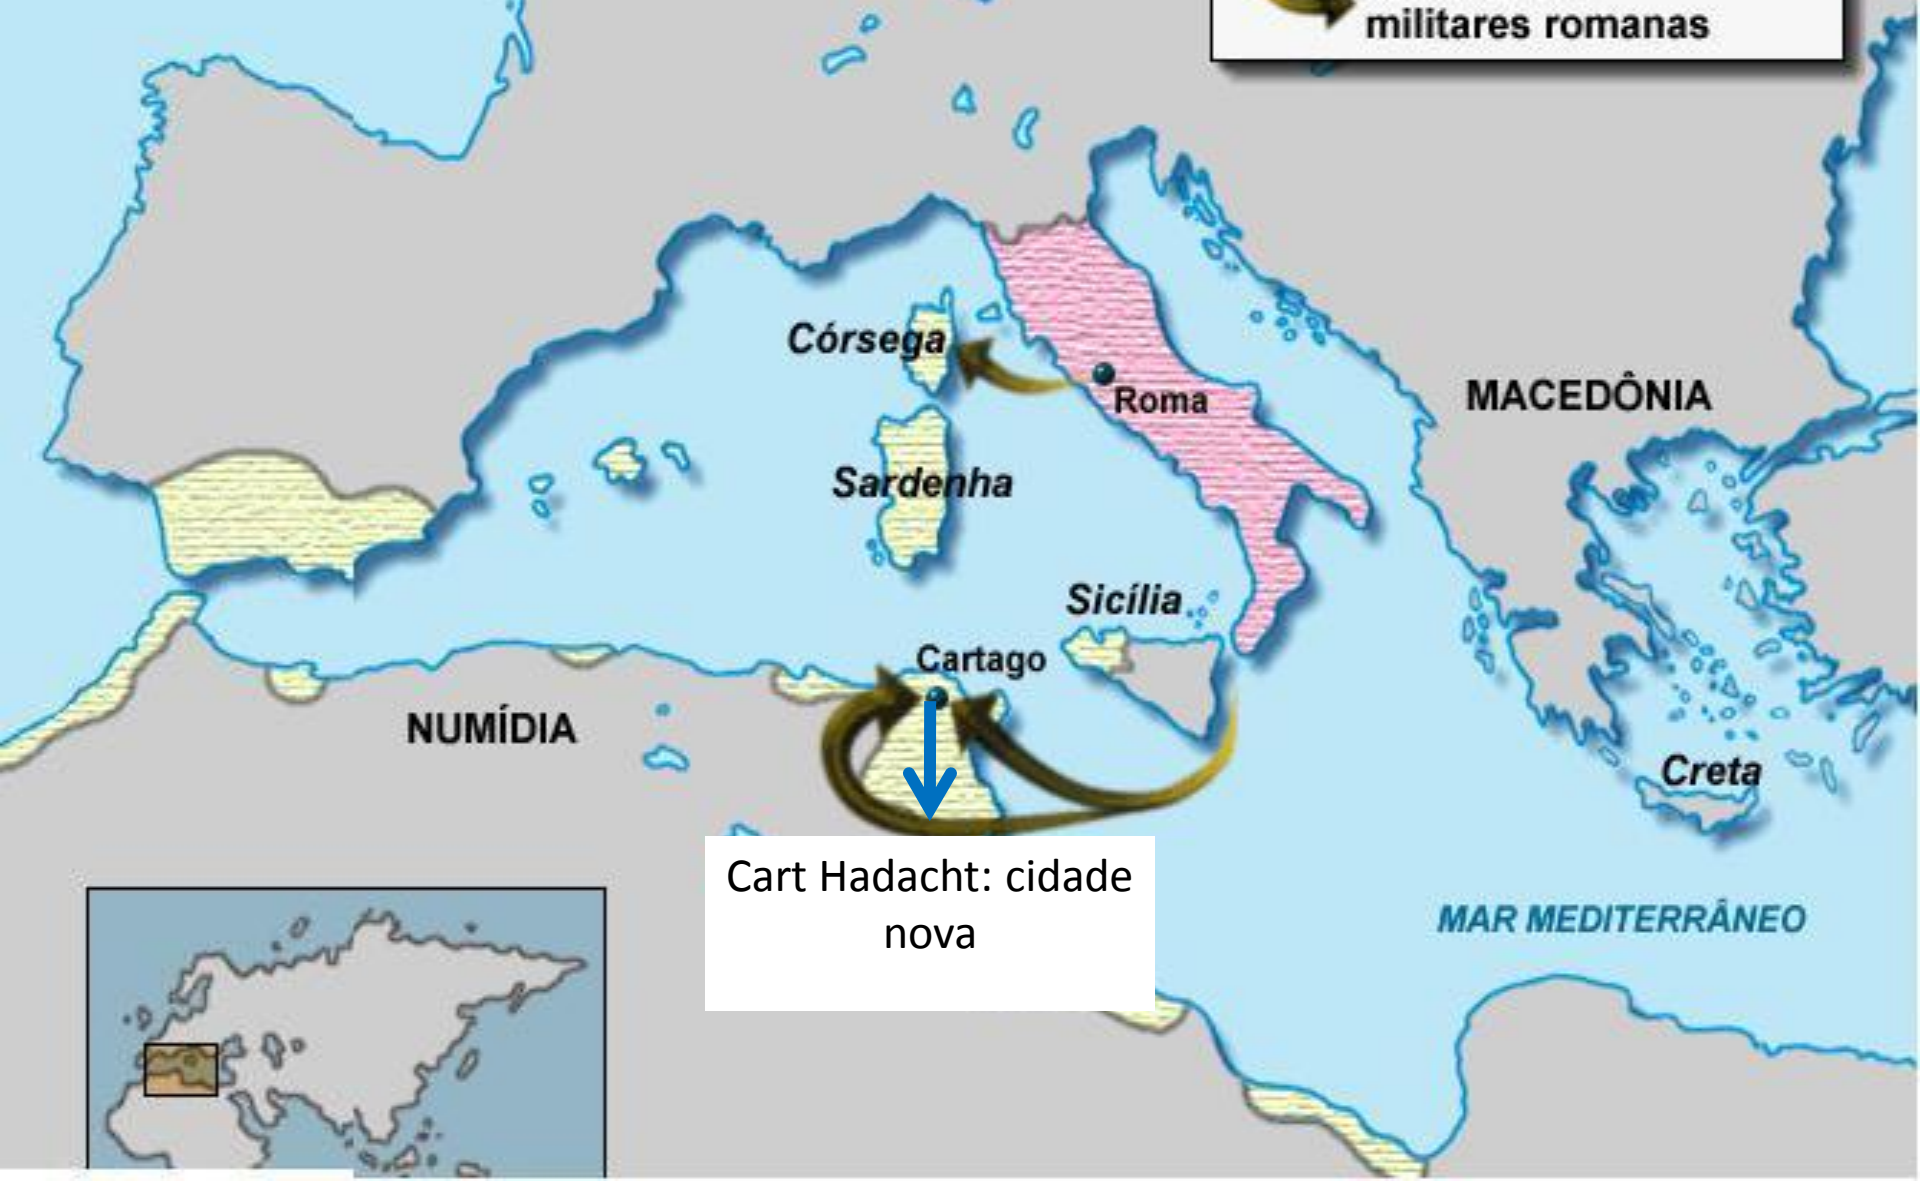 militares romanas
Córsega
Roma
MACEDÔNIA
Sardenha
Sicília
Cartago
NUMÍDIA
Creta
Cart Hadacht: cidade
nova
MAR MEDITERRÂNEO